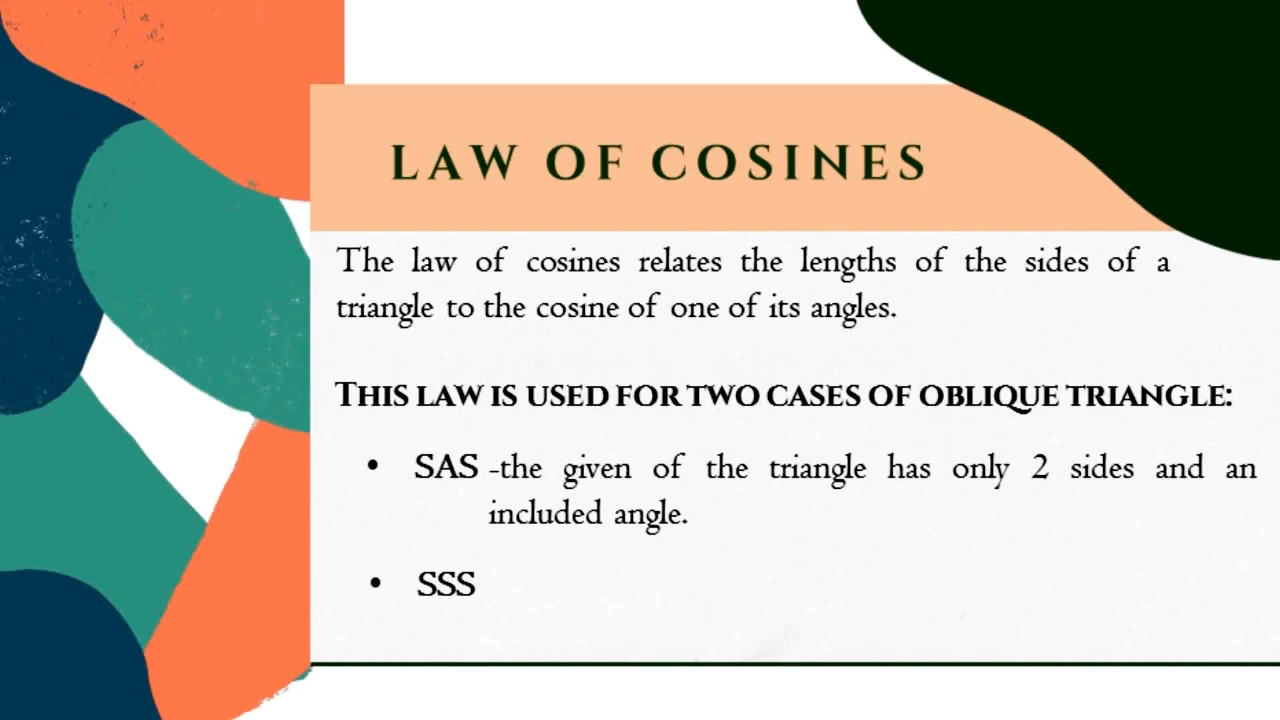 LAW OF COSINES
The law of cosines relates the lengths of the sides of a
triangle to the cosine of one of its angles.
THIS LAW IS USED FOR TWO CASES OF OBLIQUE TRIANGLE:
• SAS -the given of the triangle has only 2 sides and an
included angle.
• SSS